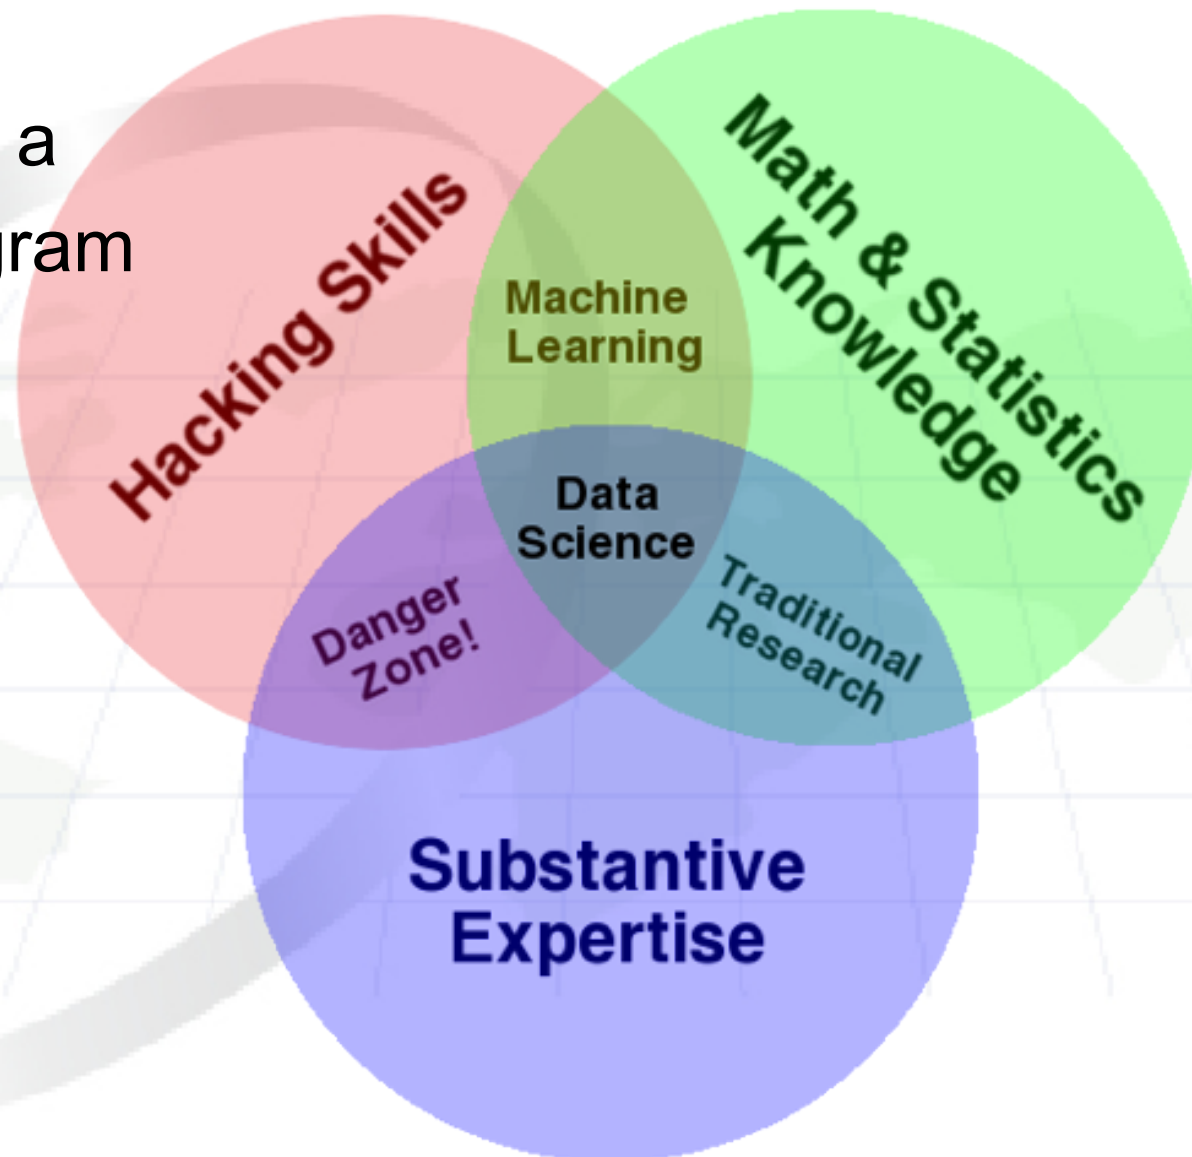 a
gram
Hacking Skills
Math & Statistics
Knowledge
Machine
Learning
Data
Science
Danger
Zone!
Traditional
Research
Substantive
Expertise